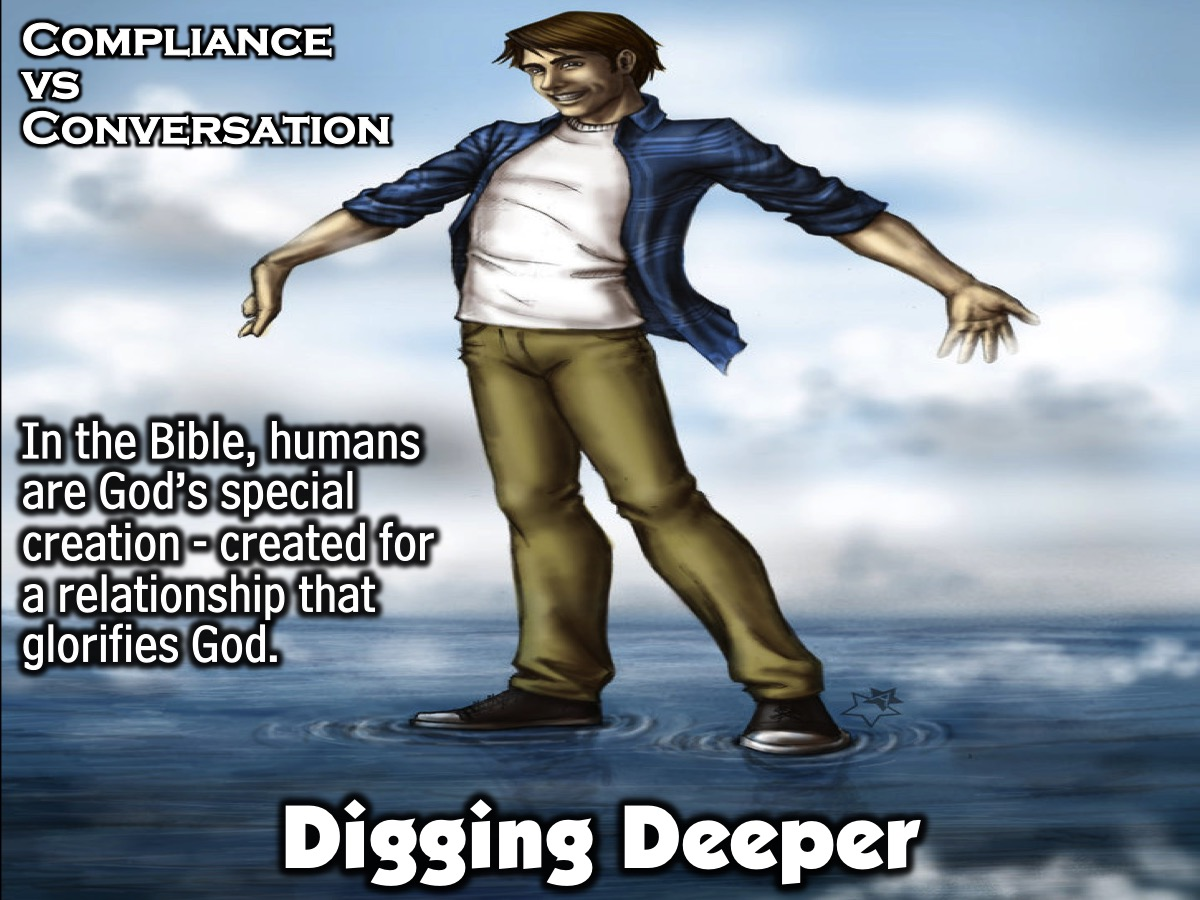 COMPLIANCE
VS
CONVERSATION
In the Bible, humans
are God’s special
creation - created for
a relationship that
glorifies God.
Digging Deeper